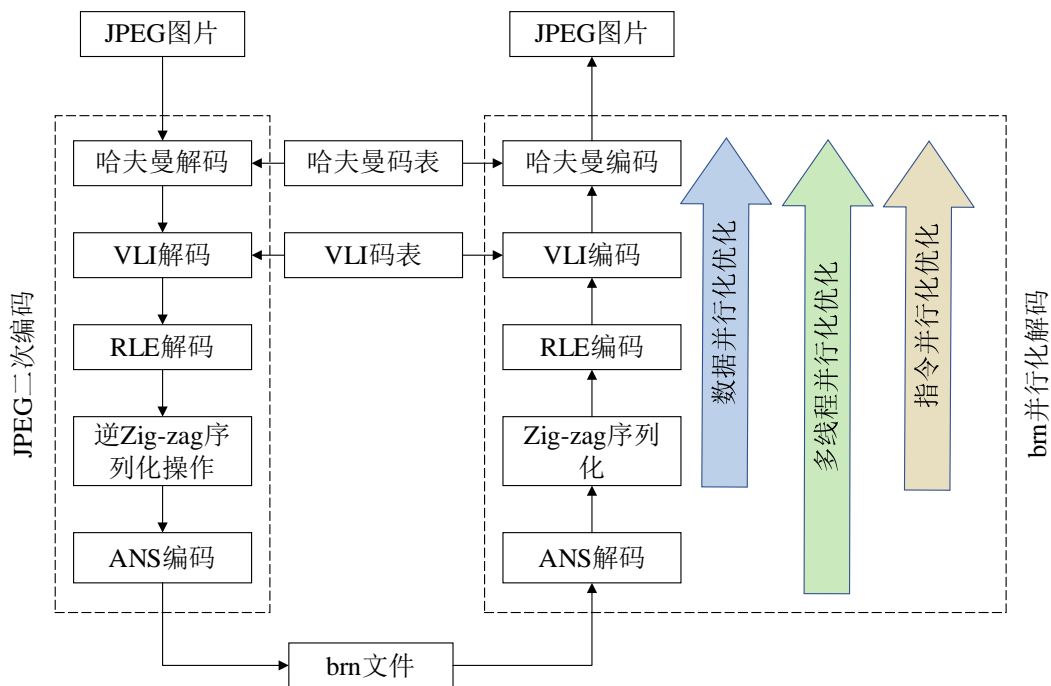 JPEG图片
JPEG图片
哈夫曼解码
哈夫曼码表
哈夫曼编码
VLI解码
VLI码表
VLI编码
RLE解码
RLE编码
逆Zig-zag序
列化操作
Zig-zag序列
化
ANS编码
ANS解码
brn文件
JPEG二次编码
数据并行化优化
多线程并行化优化
指令并行化优化
brn并行化解码